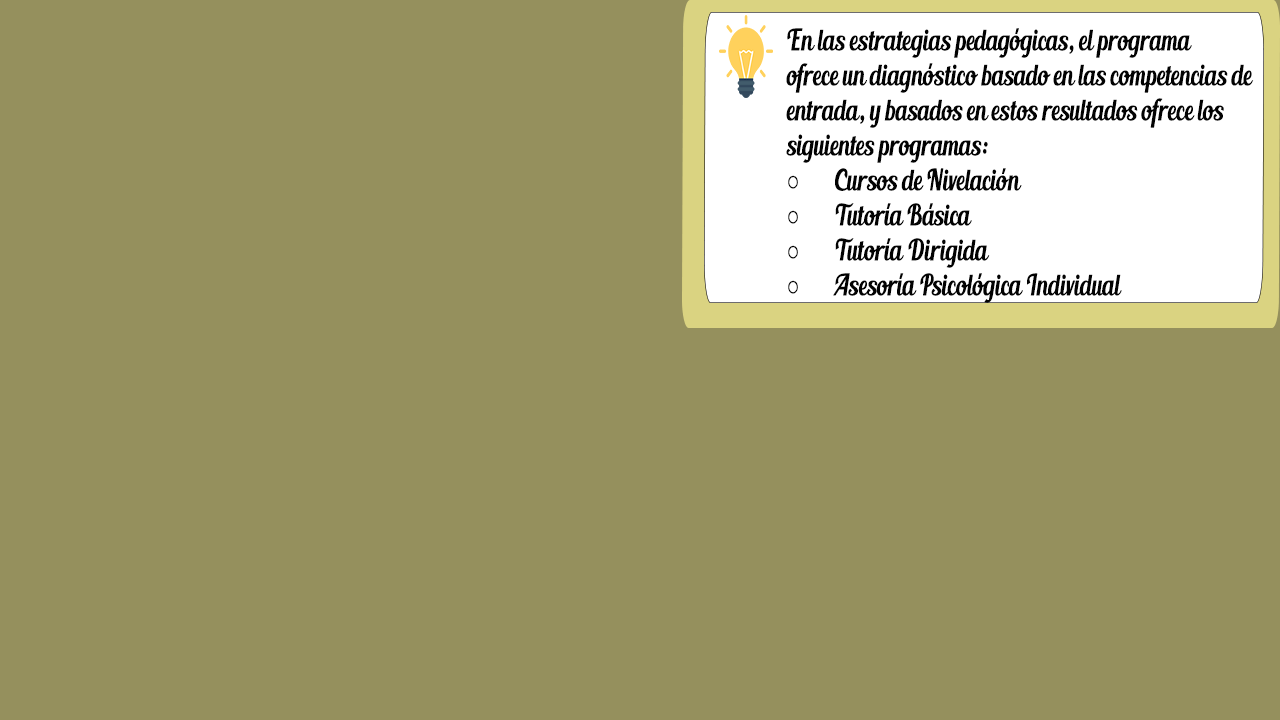 En las estrategias pedagógicas, el programa
ofrece un diagnóstico basado en las competencias de
entrada, y basados en estos resultados ofrece los
siguientes programas:
○ Cursos de Nivelación
○ Tutoría Básica
○ Tutoría Dirigida
○ Asesoría Psicológica Individual